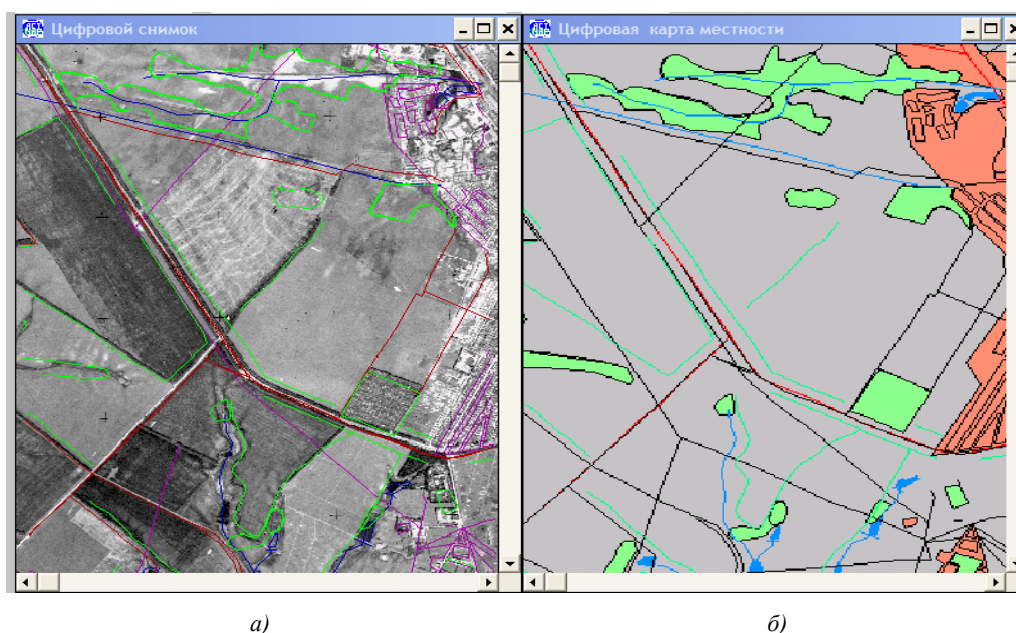 Цифровой снимок
Цифровая карта местности
а)
б)